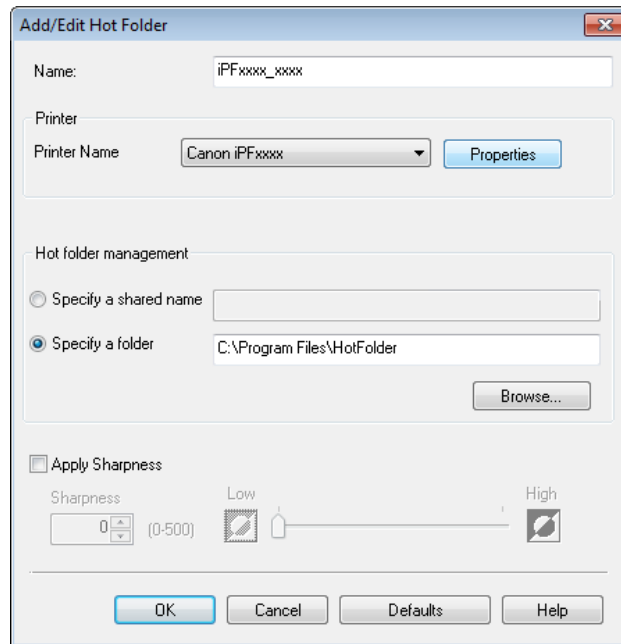 Add/Edit Hot Folder
Name: iPFxxxx_xxxx
Printer
Printer Name Canon iPFxxxx Properties
Hot folder management
Specify a shared name
Specify a folder C:\Program Files\HotFolder
Browse...
Apply Sharpness
Sharpness Low High
0 (0-500)
OK Cancel Defaults Help